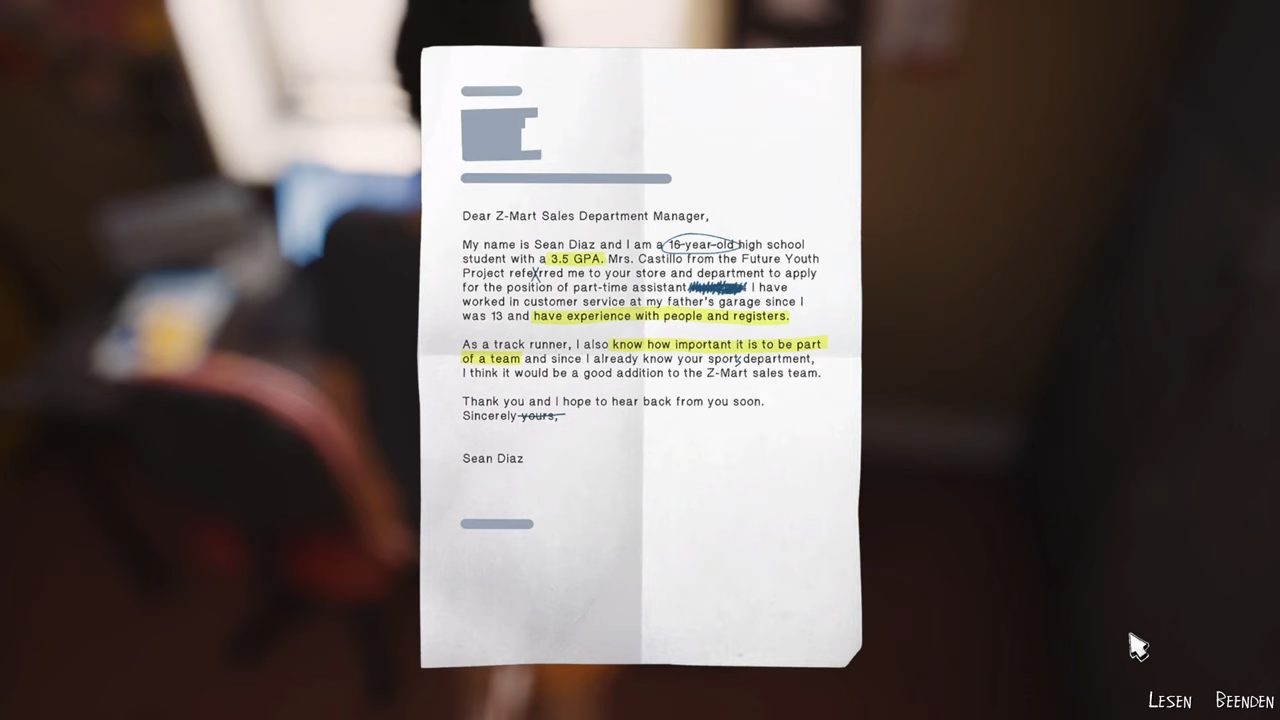 Dear Z-Mart Sales Department Manager,
My name is Sean Diaz and I am a 16-year-old high school
student with a 3.5 GPA. Mrs. Castillo from the Future Youth
Project referred me to your store and department to apply
for the position of part-time assistant I have
worked in customer service at my father's garage since I
was 13 and have experience with people and registers.
As a track runner, I also know how important it is to be part
of a team and since I already know your sport department,
I think it would be a good addition to the Z-Mart sales team.
Thank you and I hope to hear back from you soon.
Sincerely yours,
Sean Diaz
LESEN BEENDEN